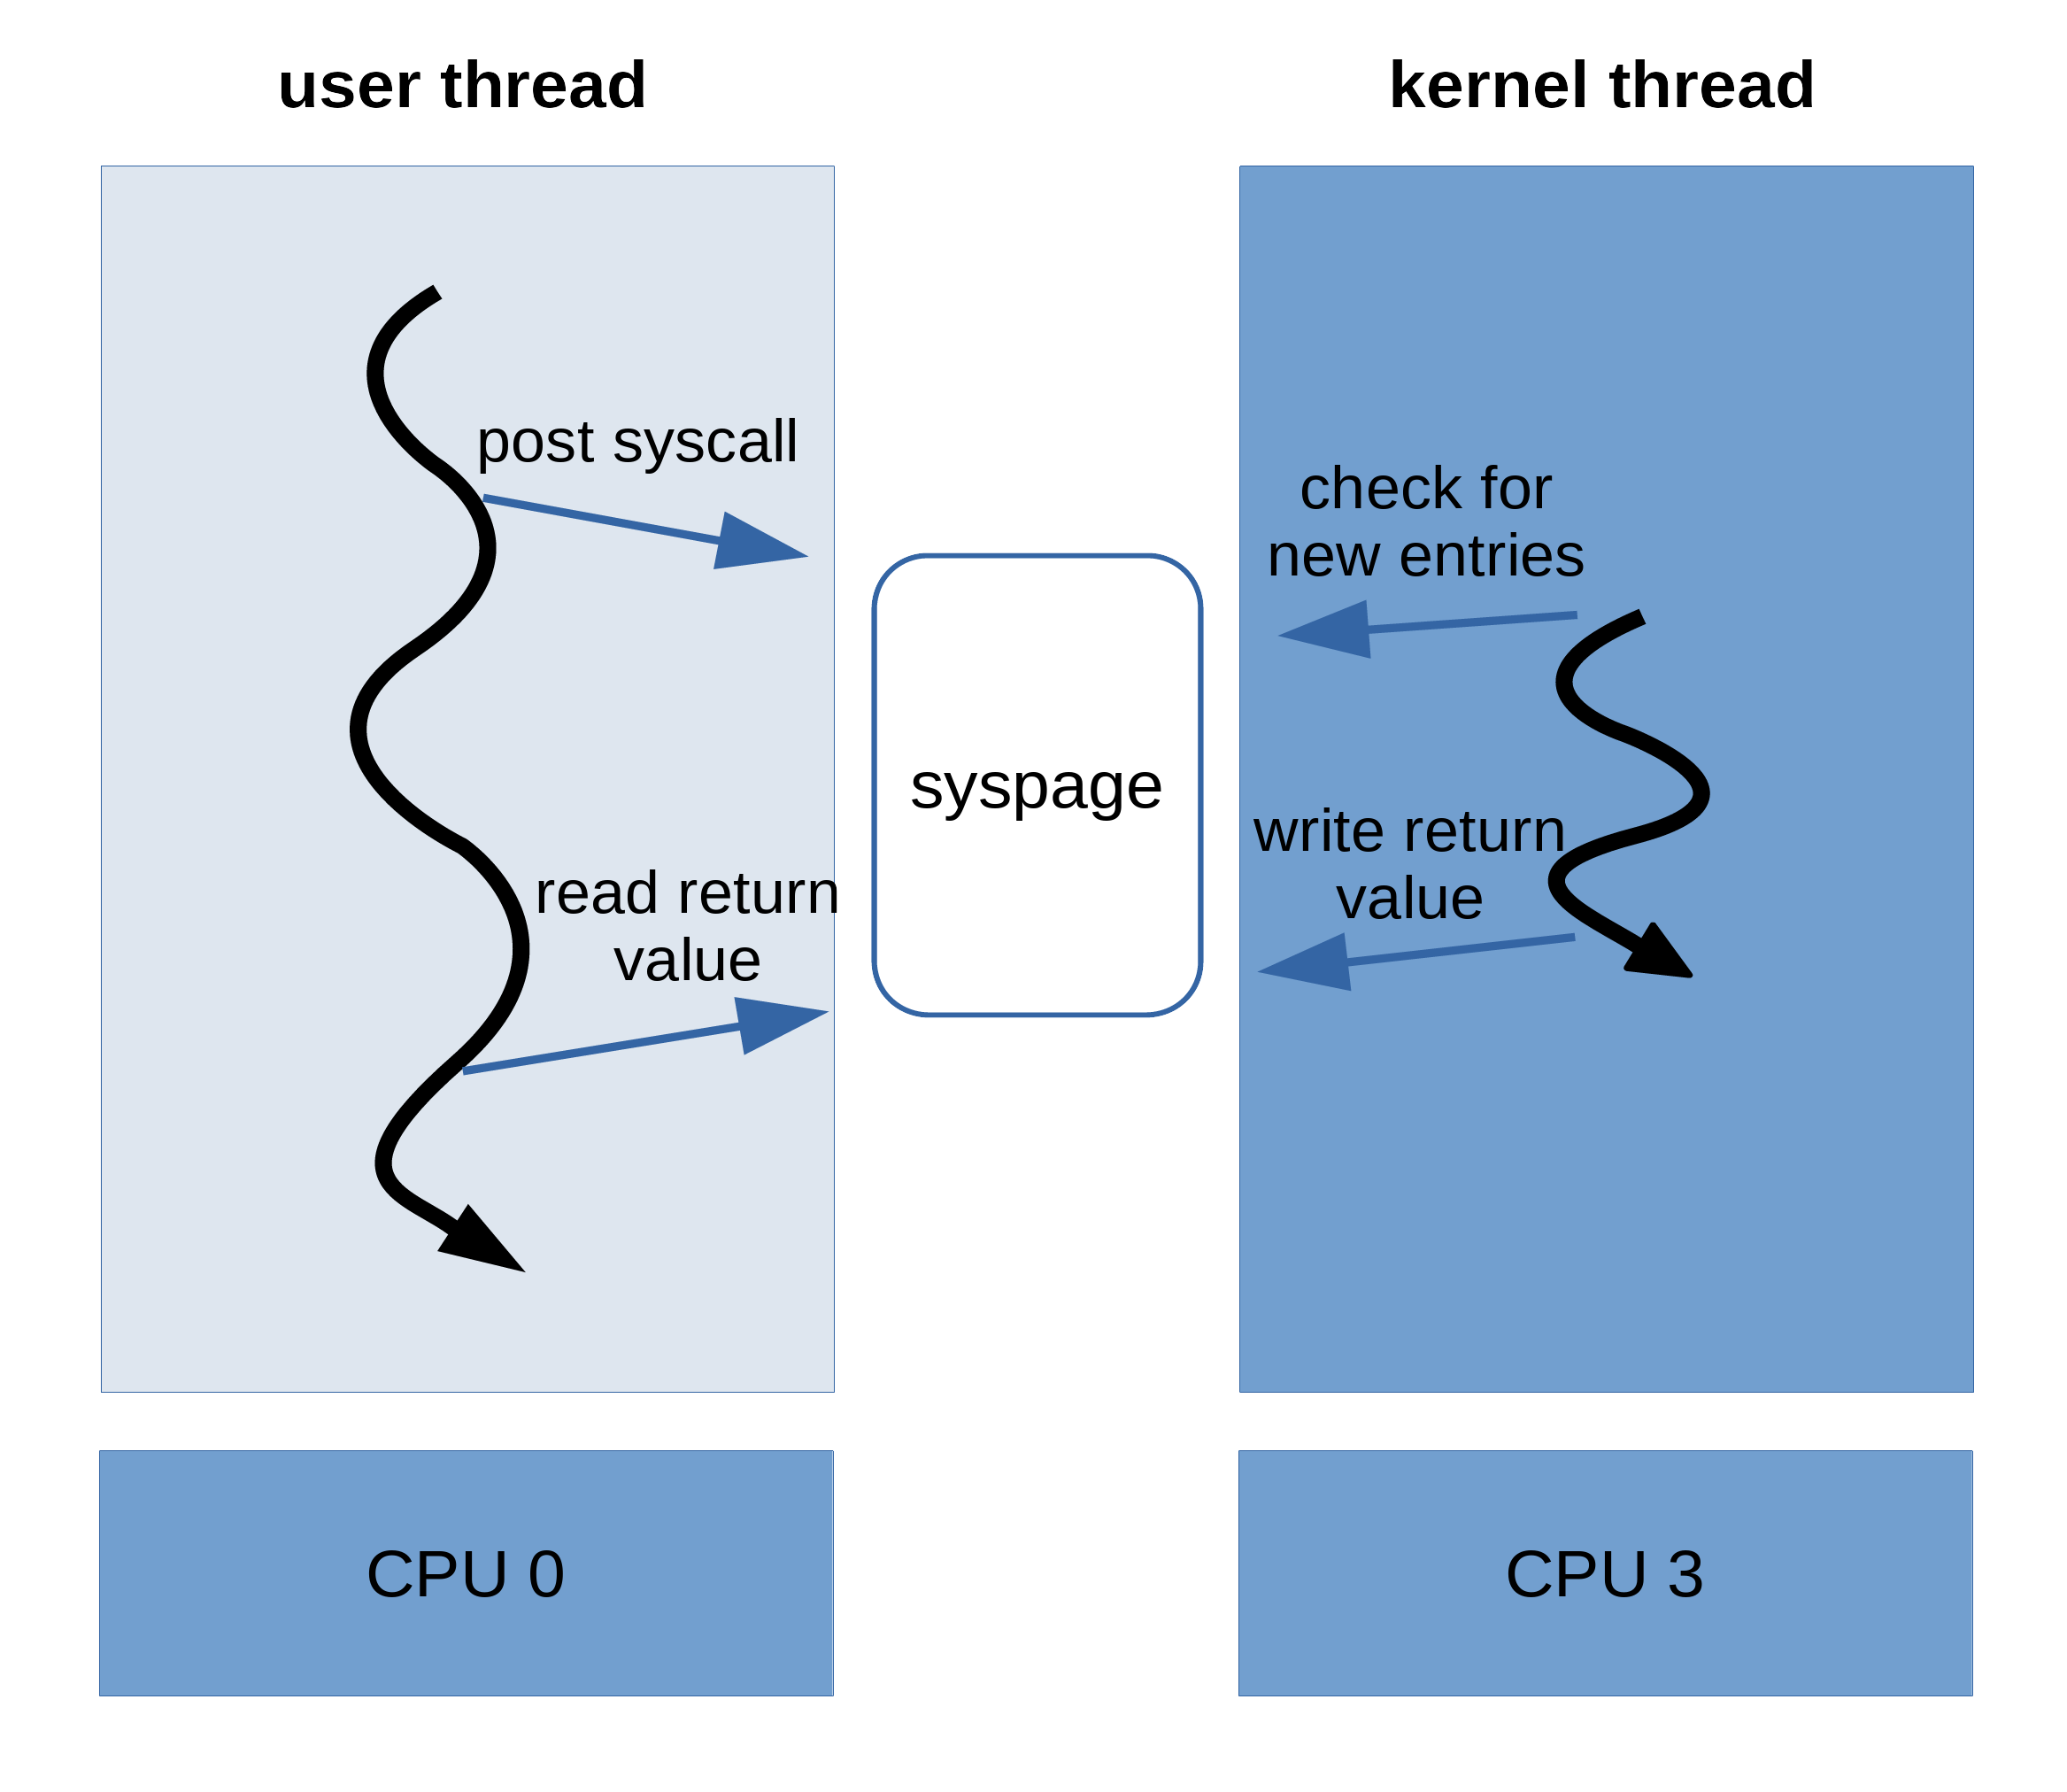 user thread
kernel thread
post syscall
check for
new entries
syspage
write return
value
read return
value
CPU 0
CPU 3